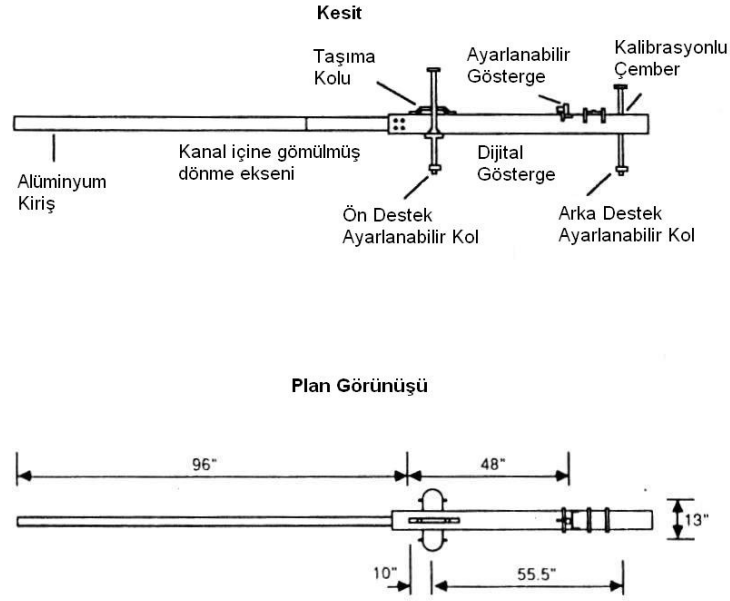 Kesit
Taşıma
Kolu
Ayarlanabilir
Gösterge
Kalibrasyonlu
Çember
Alüminyum
Kiriş
Kanal içine gömülmüş
dönme ekseni
Dijital
Gösterge
Ön Destek
Ayarlanabilir Kol
Arka Destek
Ayarlanabilir Kol
Plan Görünüşü
96"
48"
13"
10"
55.5"